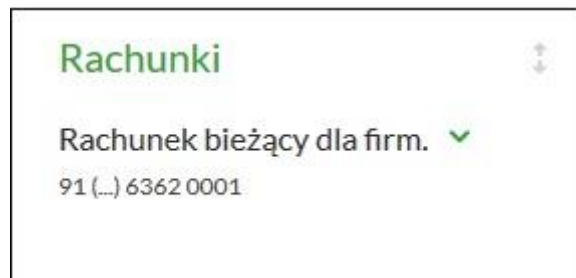 Rachunki
Rachunek bieżący dla firm.
91 (...) 6362 0001